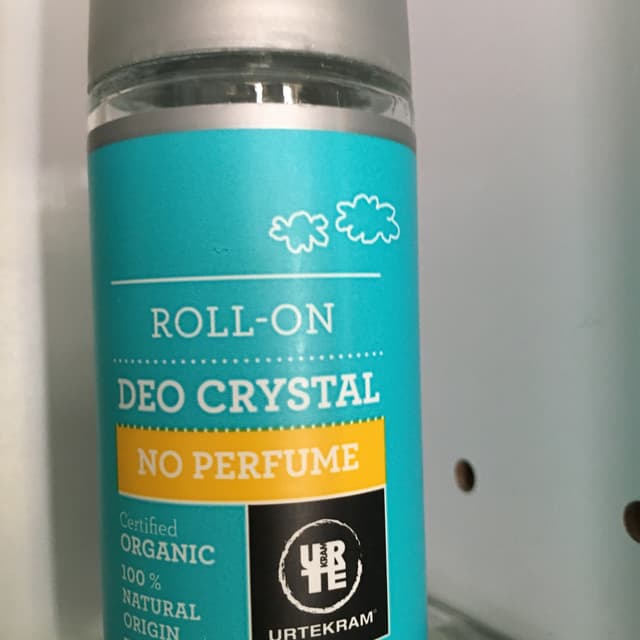 ROLL-ON
DEO CRYSTAL
NO PERFUME
Certified
ORGANIC
100 %
NATURAL
ORIGIN
URTE
KRAM
URTEKRAM